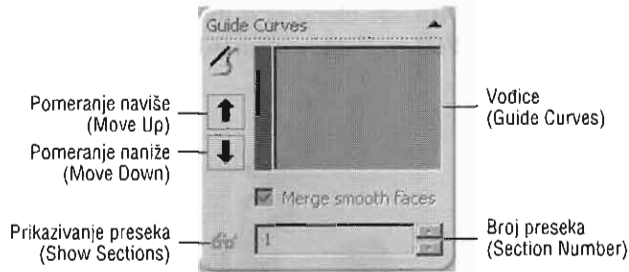 Guide Curves
Pomeranje naviše
(Move Up)
Pomeranje naniže
(Move Down)
Vođice
(Guide Curves)
Merge smooth faces
Prikazivanje preseka
(Show Sections)
1
Broj preseka
(Section Number)